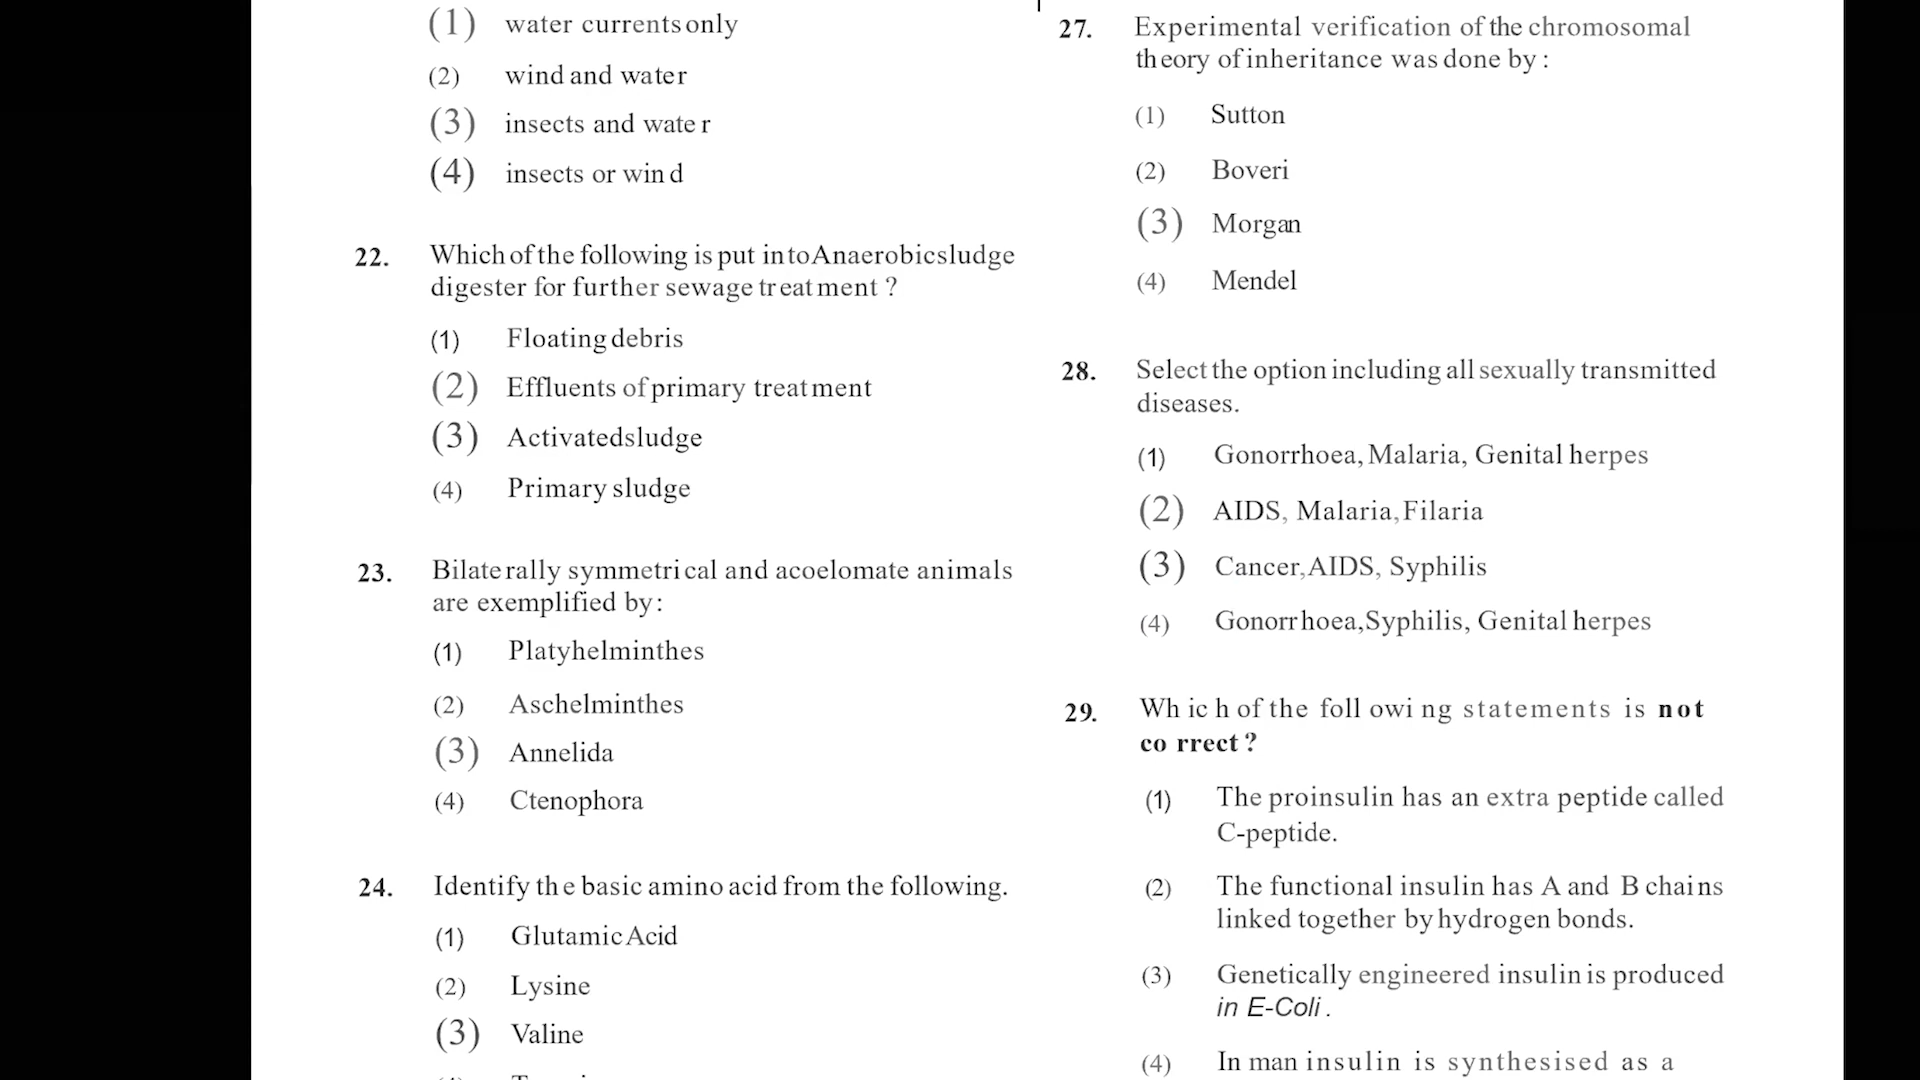 (1) water currents only
(2) wind and water
(3) insects and water
(4) insects or wind
22. Which of the following is put into Anaerobic sludge
digester for further sewage treatment ?
(1) Floating debris
(2) Effluents of primary treatment
(3) Activated sludge
(4) Primary sludge
23. Bilaterally symmetrical and acoelomate animals
are exemplified by :
(1) Platyhelminthes
(2) Aschelminthes
(3) Annelida
(4) Ctenophora
24. Identify the basic amino acid from the following.
(1) Glutamic Acid
(2) Lysine
(3) Valine
27. Experimental verification of the chromosomal
theory of inheritance was done by :
(1) Sutton
(2) Boveri
(3) Morgan
(4) Mendel
28. Select the option including all sexually transmitted
diseases.
(1) Gonorrhoea, Malaria, Genital herpes
(2) AIDS, Malaria, Filaria
(3) Cancer, AIDS, Syphilis
(4) Gonorrhoea, Syphilis, Genital herpes
29. Which of the following statements is not
correct ?
(1) The proinsulin has an extra peptide called
C-peptide.
(2) The functional insulin has A and B chains
linked together by hydrogen bonds.
(3) Genetically engineered insulin is produced
in E-Coli .
(4) In man insulin is synthesised as a